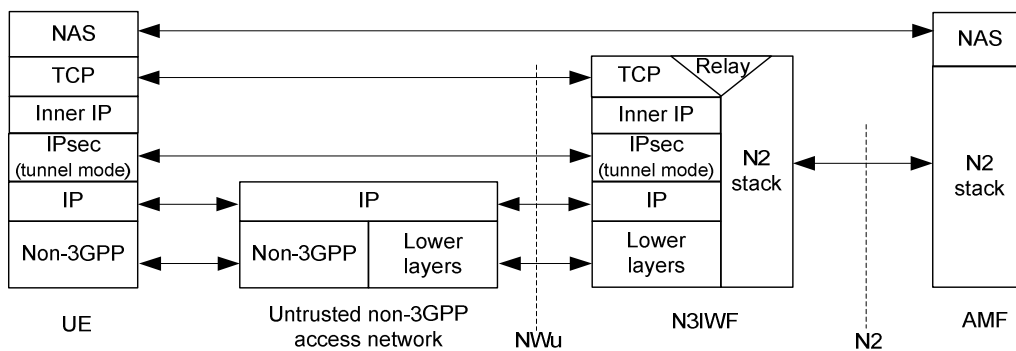 NAS
TCP
Inner IP
IPsec
(tunnel mode)
IP
Non-3GPP
UE
IP
Non-3GPP
Lower
layers
Untrusted non-3GPP
access network
NWu
TCP
Relay
Inner IP
IPsec
(tunnel mode)
IP
Lower
layers
N2
stack
N3IWF
N2
NAS
N2
stack
AMF